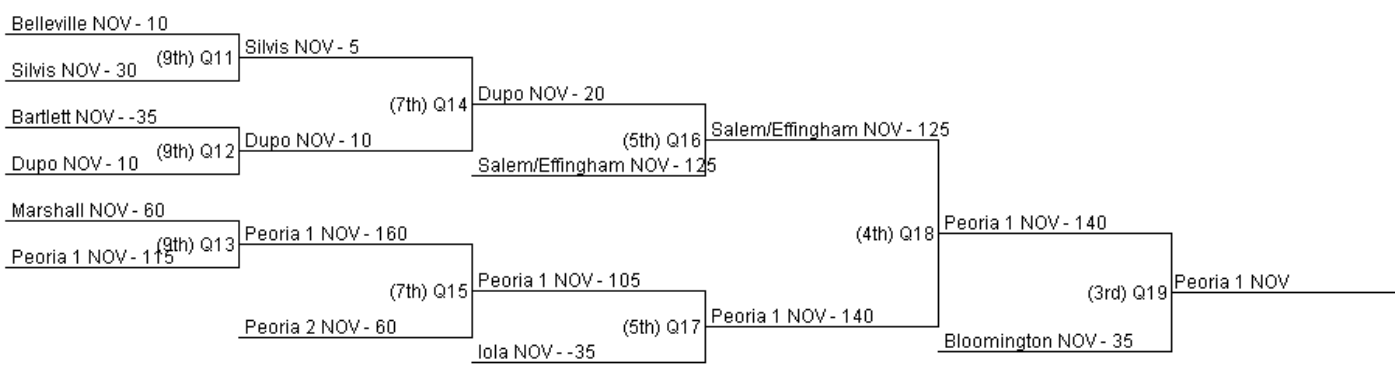 Belleville NOV - 10
Silvis NOV - 30
(9th) Q11
Silvis NOV - 5
Bartlett NOV - -35
Dupo NOV - 10
(9th) Q12
Dupo NOV - 10
(7th) Q14
Dupo NOV - 20
Salem/Effingham NOV - 125
(5th) Q16
Salem/Effingham NOV - 125
Marshall NOV - 60
Peoria 1 NOV - 115
(9th) Q13
Peoria 1 NOV - 160
Peoria 2 NOV - 60
(7th) Q15
Peoria 1 NOV - 105
Iola NOV - -35
(5th) Q17
Peoria 1 NOV - 140
(4th) Q18
Peoria 1 NOV - 140
Bloomington NOV - 35
(3rd) Q19
Peoria 1 NOV